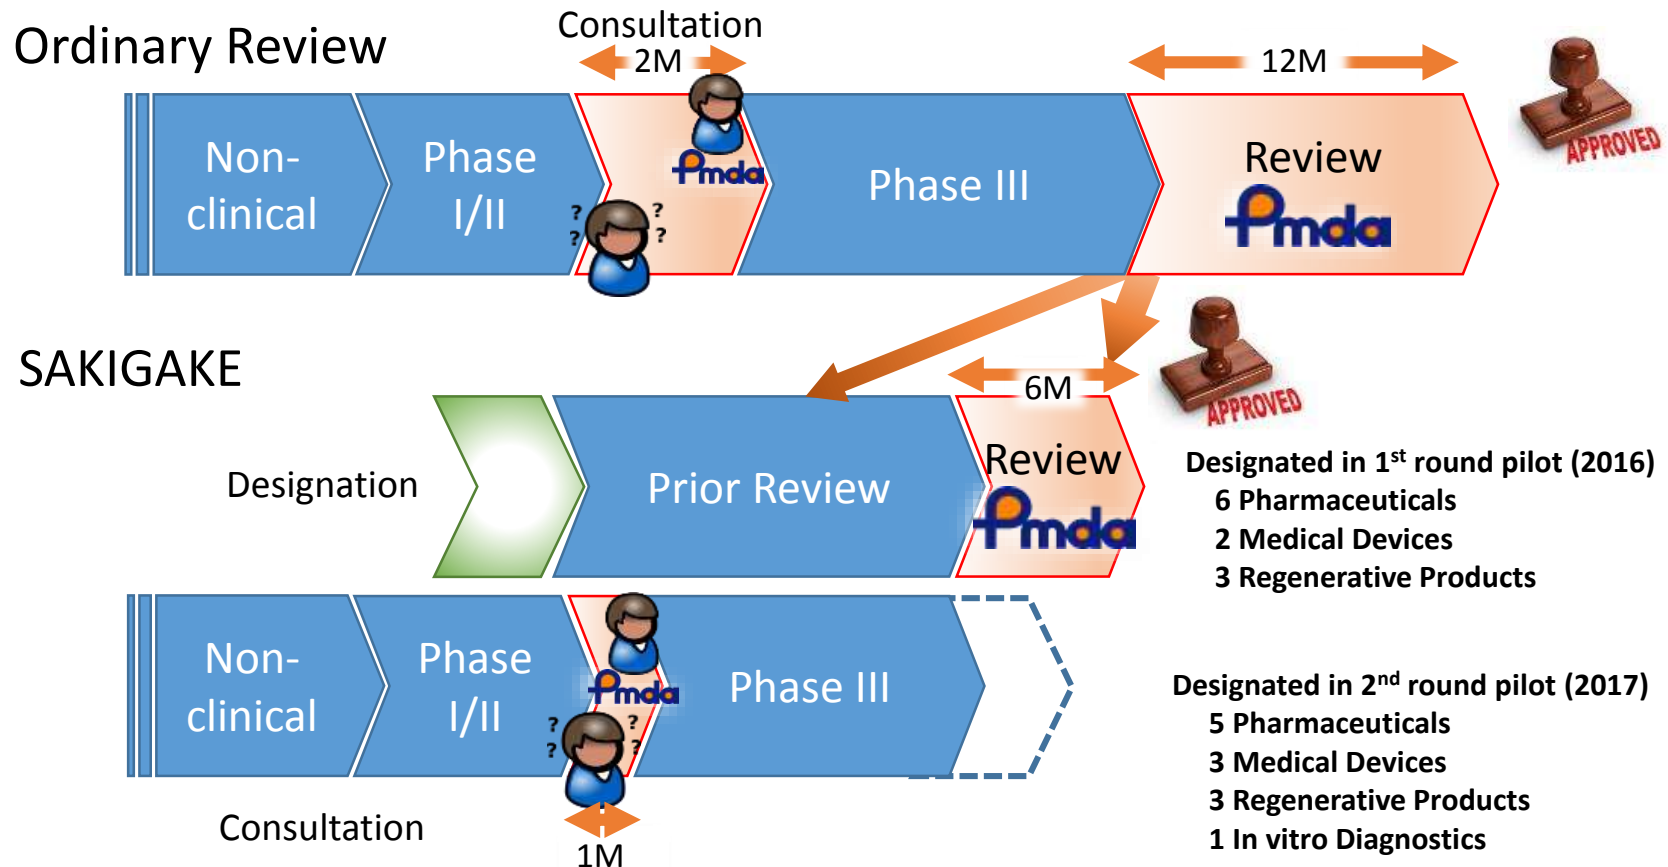 Ordinary Review
Consultation
2M
12M
Non-
clinical
Phase
I/II
? ?
? ?
Pmda
Phase III
Review
Pmda
APPROVED
SAKIGAKE
6M
APPROVED
Designation
Prior Review
Review
Pmda
Designated in 1st round pilot (2016)
6 Pharmaceuticals
2 Medical Devices
3 Regenerative Products
Non-
clinical
Phase
I/II
Pmda
? ?
? ?
Phase III
Consultation
1M
Designated in 2nd round pilot (2017)
5 Pharmaceuticals
3 Medical Devices
3 Regenerative Products
1 In vitro Diagnostics